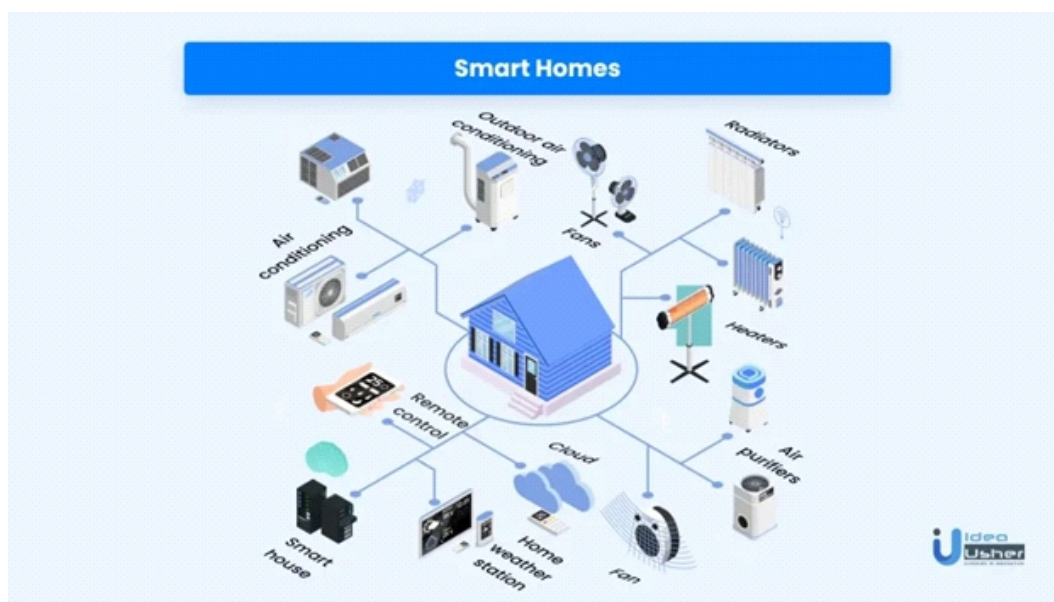 Smart Homes
Outdoor air
conditioning
Radiators
Air
conditioning
Fans
Heaters
Remote
control
Cloud
Air
purifiers
Smart
house
Home
weather
station
Fan
Idea
Usher